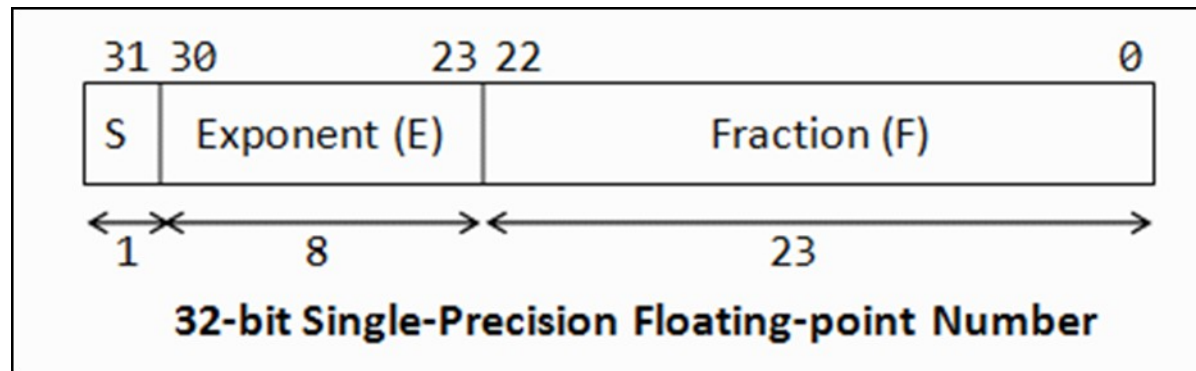 31 30 23 22 0
S Exponent (E) Fraction (F)
1 8 23
32-bit Single-Precision Floating-point Number